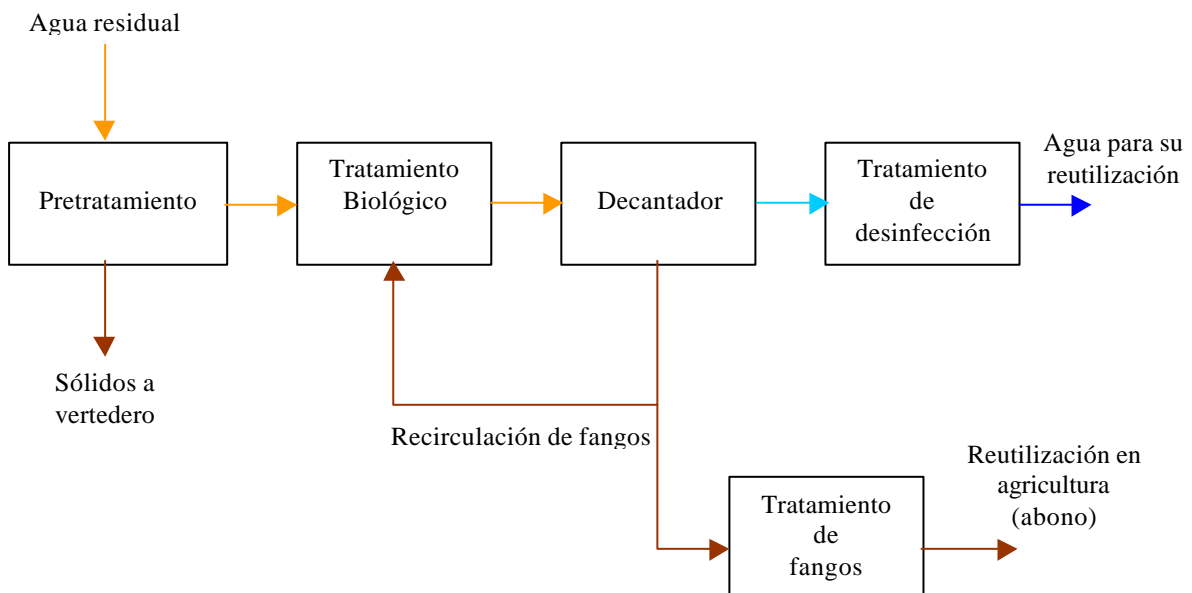 Agua residual
Pretratamiento
Tratamiento
Biológico
Decantador
Tratamiento
de
desinfección
Agua para su
reutilización
Sólidos a
vertedero
Recirculación de fangos
Tratamiento
de
fangos
Reutilización en
agricultura
(abono)